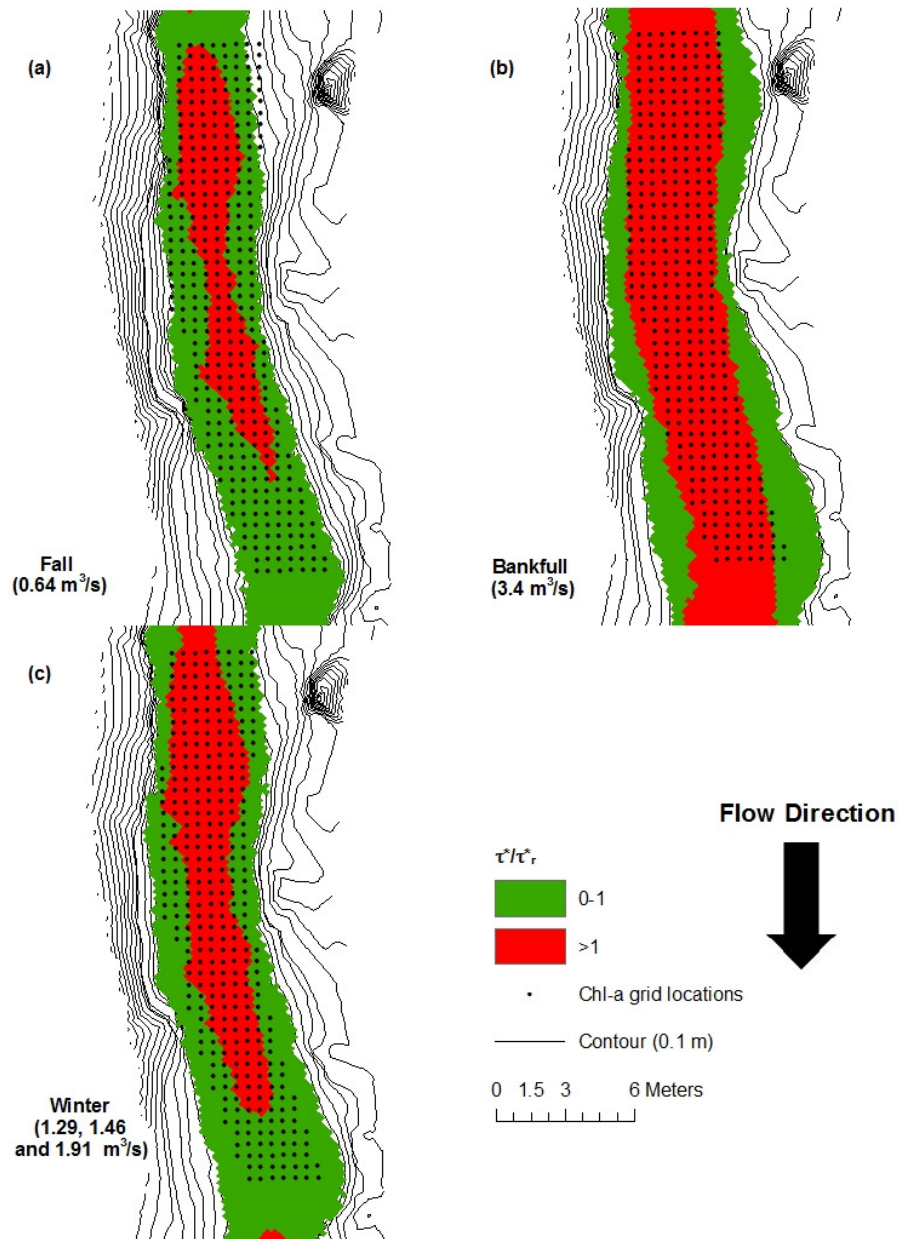 (a)
(b)
Fall
(0.64 m³/s)
Bankfull
(3.4 m³/s)
(c)
Winter
(1.29, 1.46
and 1.91 m³/s)
Flow Direction
τ*/τ*ᵣ
0-1
>1
Chl-a grid locations
Contour (0.1 m)
0 1.5 3 6 Meters